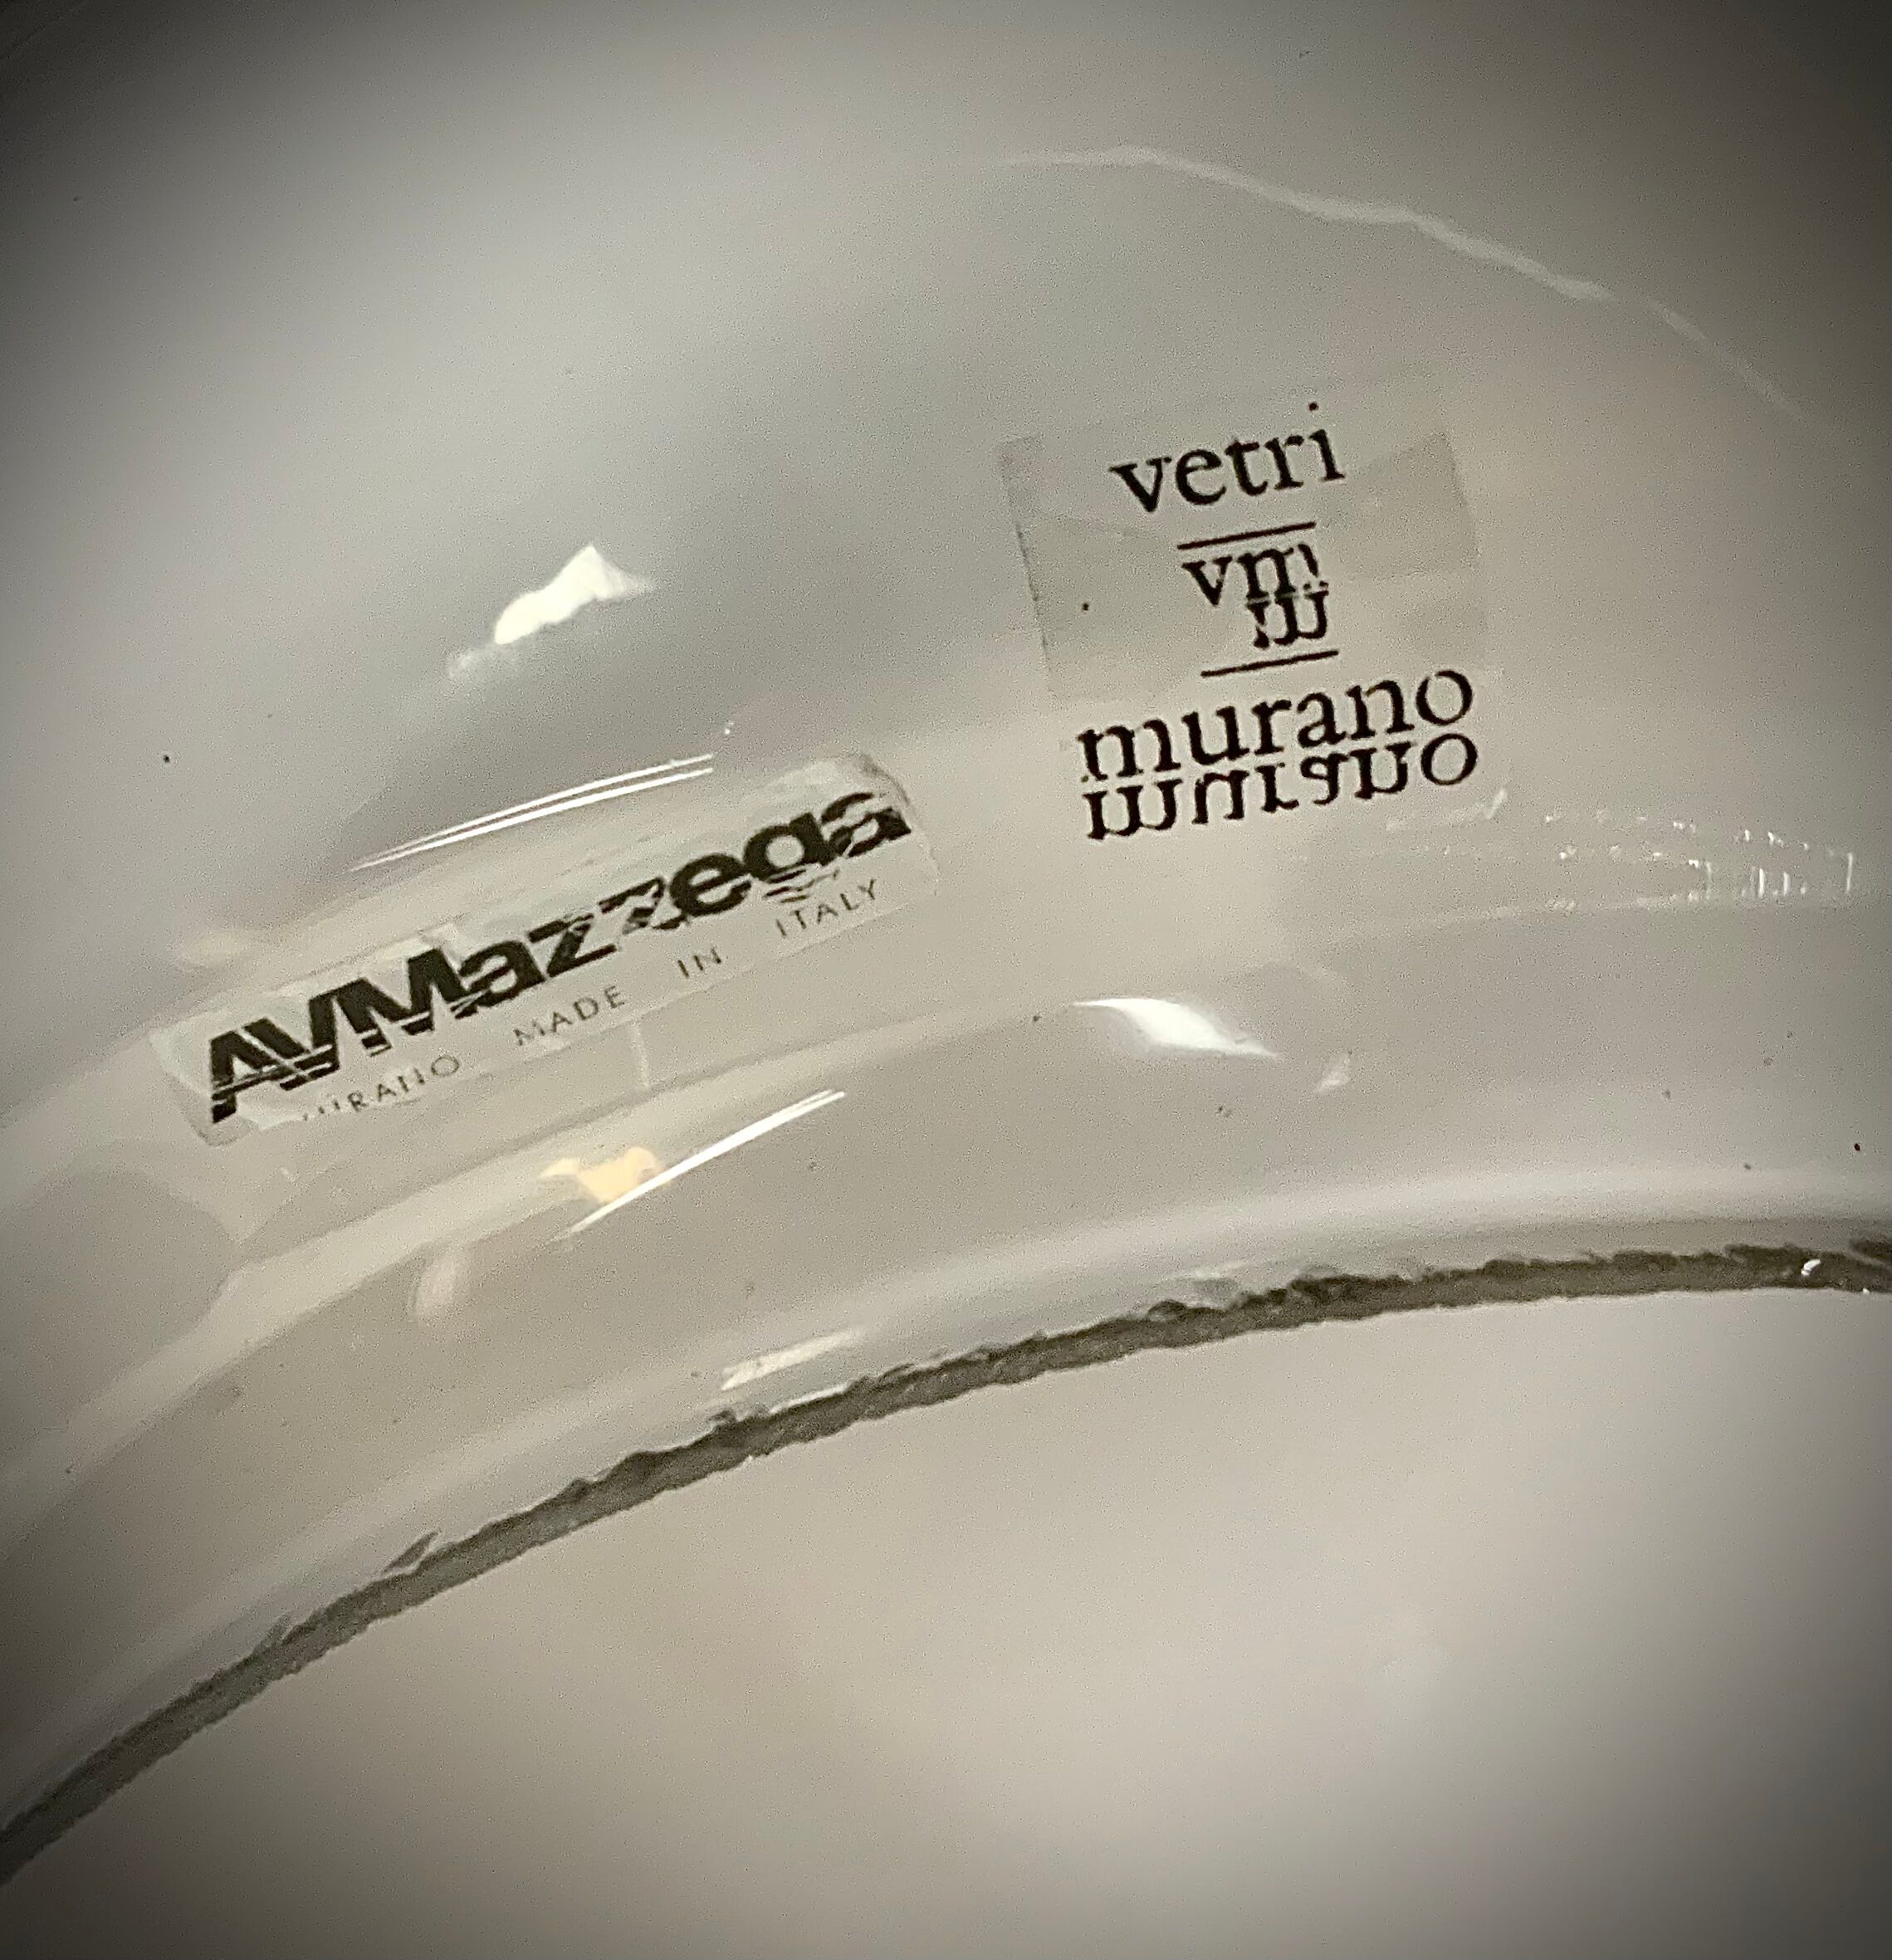 AVMazzega
MURANO MADE IN ITALY
vetri
vm
m
murano
murano